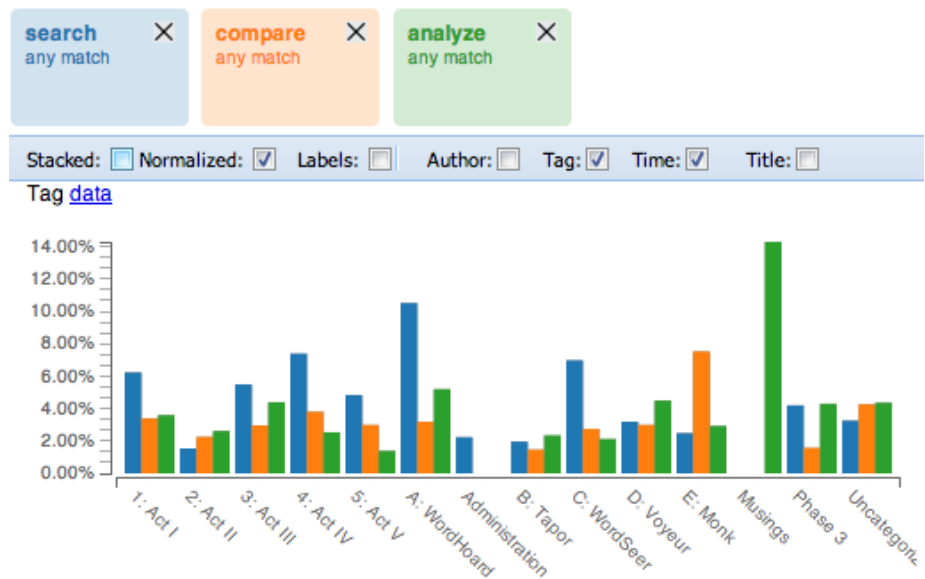 search X compare X analyze X
any match any match any match
Stacked: Normalized: Labels: Author: Tag: Time: Title:
Tag data
14.00%
12.00%
10.00%
8.00%
6.00%
4.00%
2.00%
0.00%
1: Act I
2: Act II
3: Act III
4: Act IV
5: Act V
A: WordHoard
Administration
B: Tapor
C: WordSeer
D: Voyeur
E: Monk
Musings
Phase 3
Uncategoriz